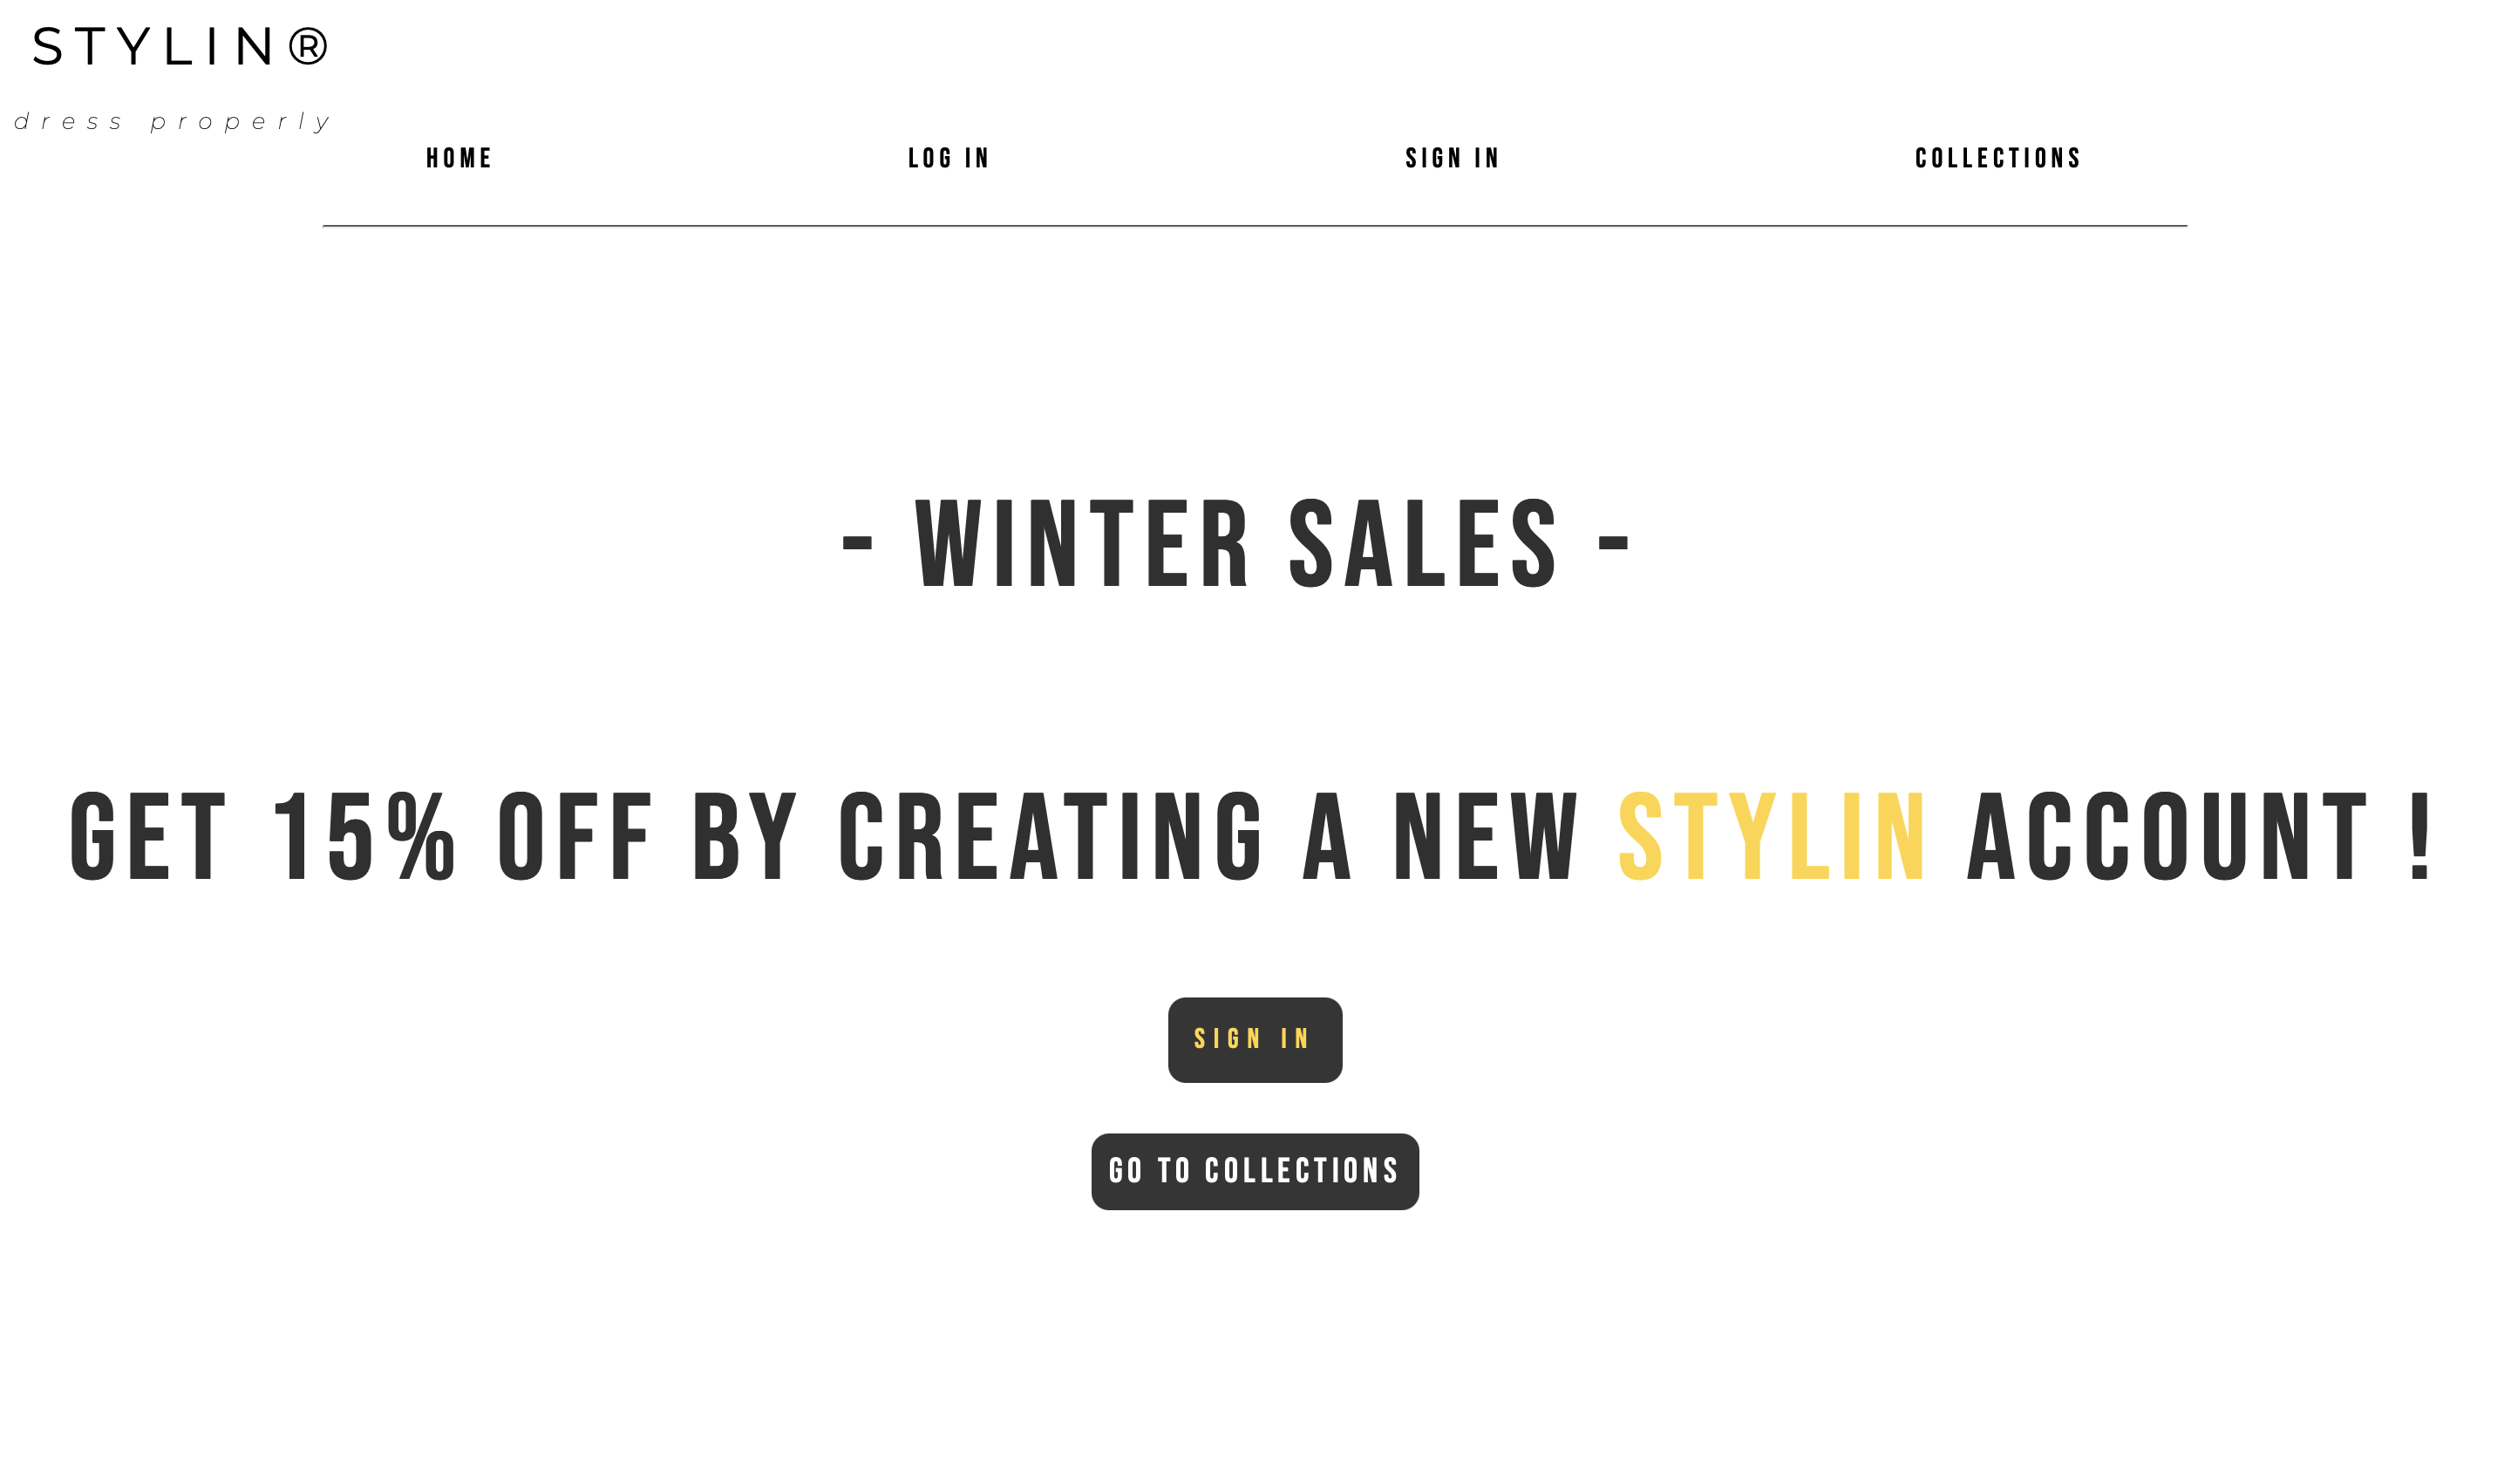 STYLIN®
dress properly
HOME LOG IN SIGN IN COLLECTIONS
- WINTER SALES -
GET 15% OFF BY CREATING A NEW STYLIN ACCOUNT !
SIGN IN
GO TO COLLECTIONS